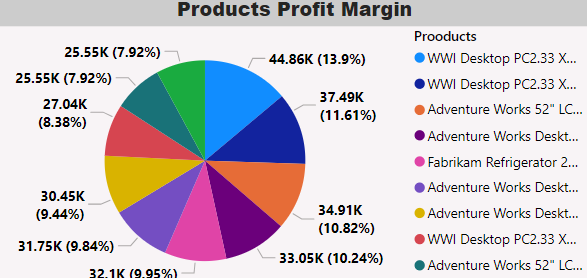 Products Profit Margin
25.55K (7.92%)
44.86K (13.9%)
25.55K (7.92%)
37.49K
(11.61%)
27.04K
(8.38%)
34.91K
(10.82%)
30.45K
(9.44%)
33.05K (10.24%)
31.75K (9.84%)
32.1K (9.95%)
Prooducts
WWI Desktop PC2.33 X...
WWI Desktop PC2.33 X...
Adventure Works 52" LC...
Adventure Works Deskt...
Fabrikam Refrigerator 2...
Adventure Works Deskt...
Adventure Works Deskt...
WWI Desktop PC2.33 X...
Adventure Works 52" LC...